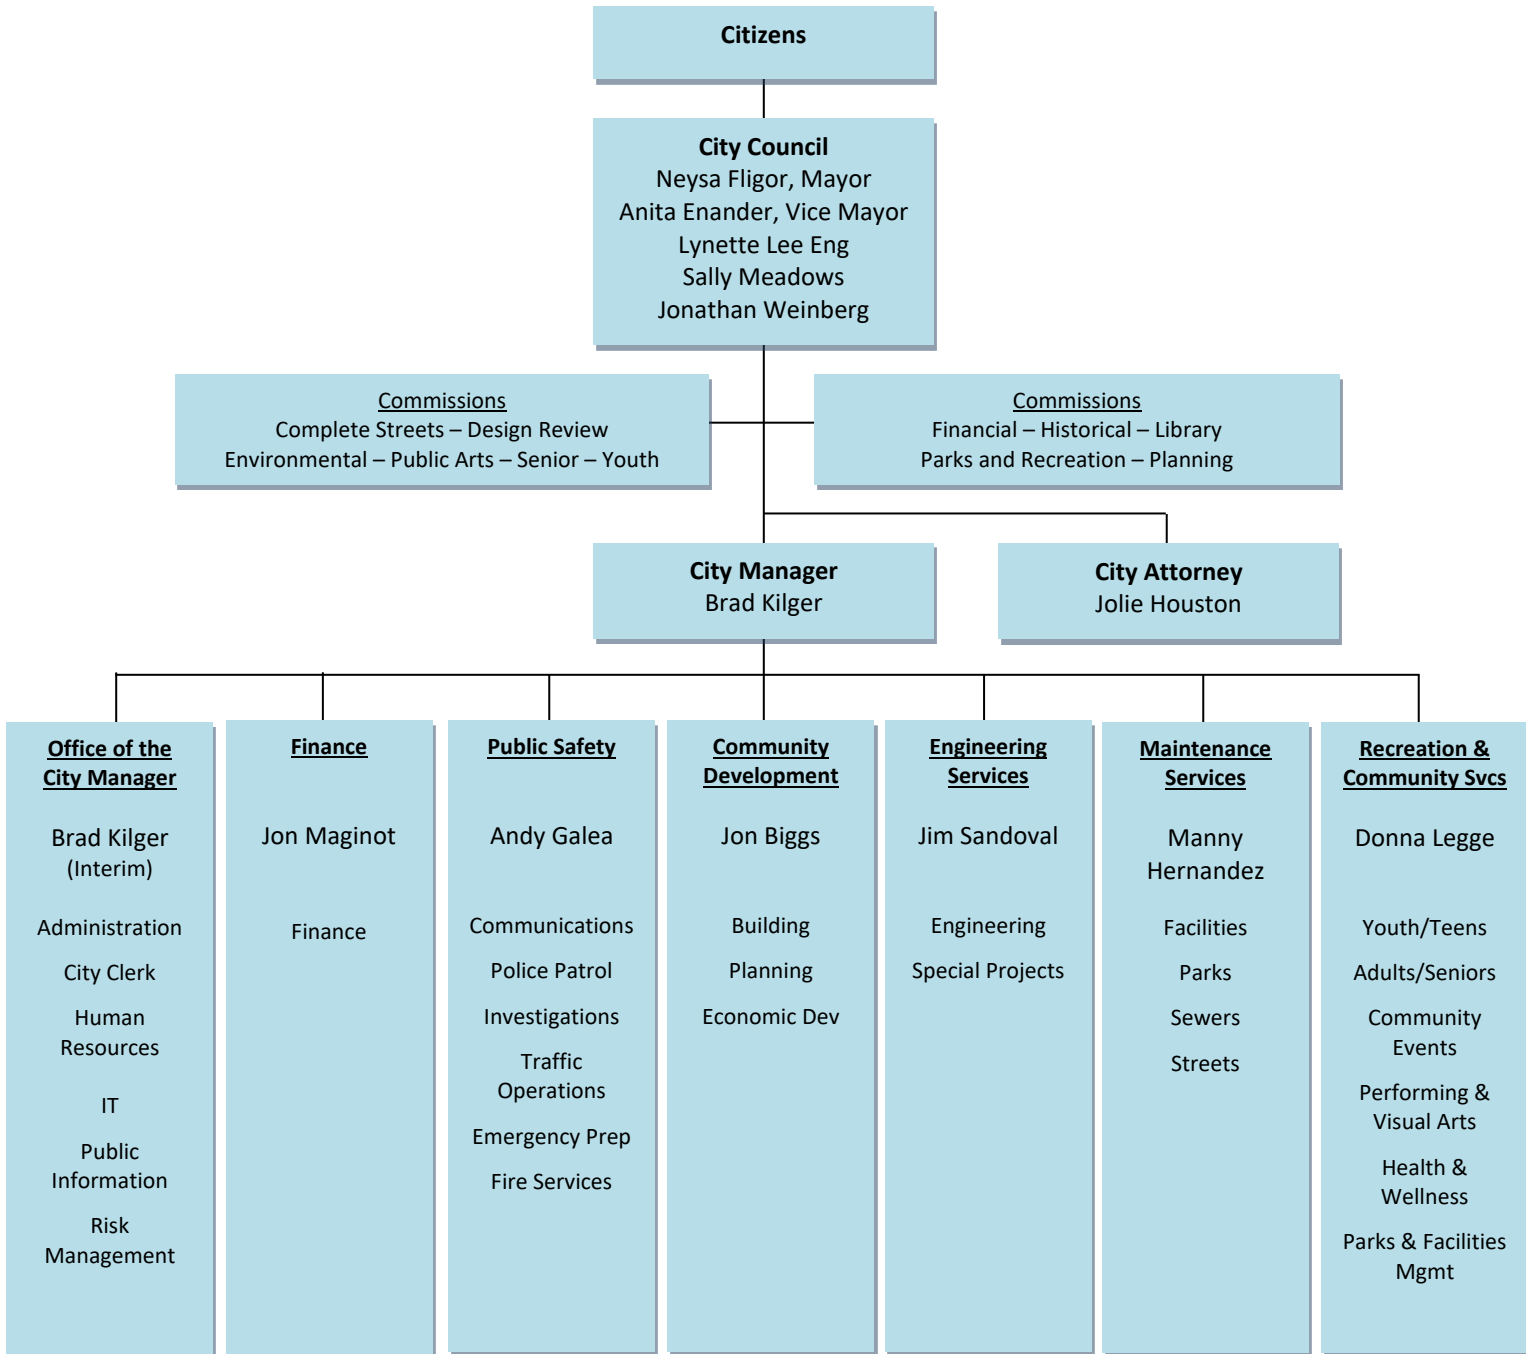 Citizens
City Council
Neysa Fligor, Mayor
Anita Enander, Vice Mayor
Lynette Lee Eng
Sally Meadows
Jonathan Weinberg
Commissions
Complete Streets – Design Review
Environmental – Public Arts – Senior – Youth
Commissions
Financial – Historical – Library
Parks and Recreation – Planning
City Manager
Brad Kilger
City Attorney
Jolie Houston
Office of the
City Manager
Brad Kilger
(Interim)
Administration
City Clerk
Human
Resources
IT
Public
Information
Risk
Management
Finance
Jon Maginot
Finance
Public Safety
Andy Galea
Communications
Police Patrol
Investigations
Traffic
Operations
Emergency Prep
Fire Services
Community
Development
Jon Biggs
Building
Planning
Economic Dev
Engineering
Services
Jim Sandoval
Engineering
Special Projects
Maintenance
Services
Manny
Hernandez
Facilities
Parks
Sewers
Streets
Recreation &
Community Svcs
Donna Legge
Youth/Teens
Adults/Seniors
Community
Events
Performing &
Visual Arts
Health &
Wellness
Parks & Facilities
Mgmt